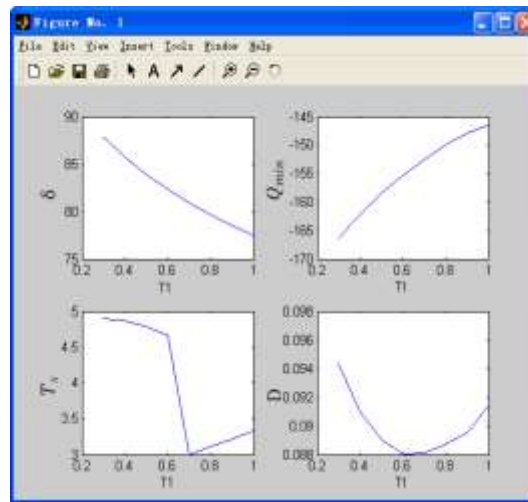 Figure No. 1
File Edit View Insert Tools Window Help
A
90
85
80
75
δ
0.2 0.4 0.6 0.8 1
T1
-145
-150
-155
-160
-165
-170
Qmin
0.2 0.4 0.6 0.8 1
T1
5
4.5
4
3.5
3
0.2 0.4 0.6 0.8 1
T1
0.098
0.096
0.094
0.092
0.09
0.088
D
0.2 0.4 0.6 0.8 1
T1